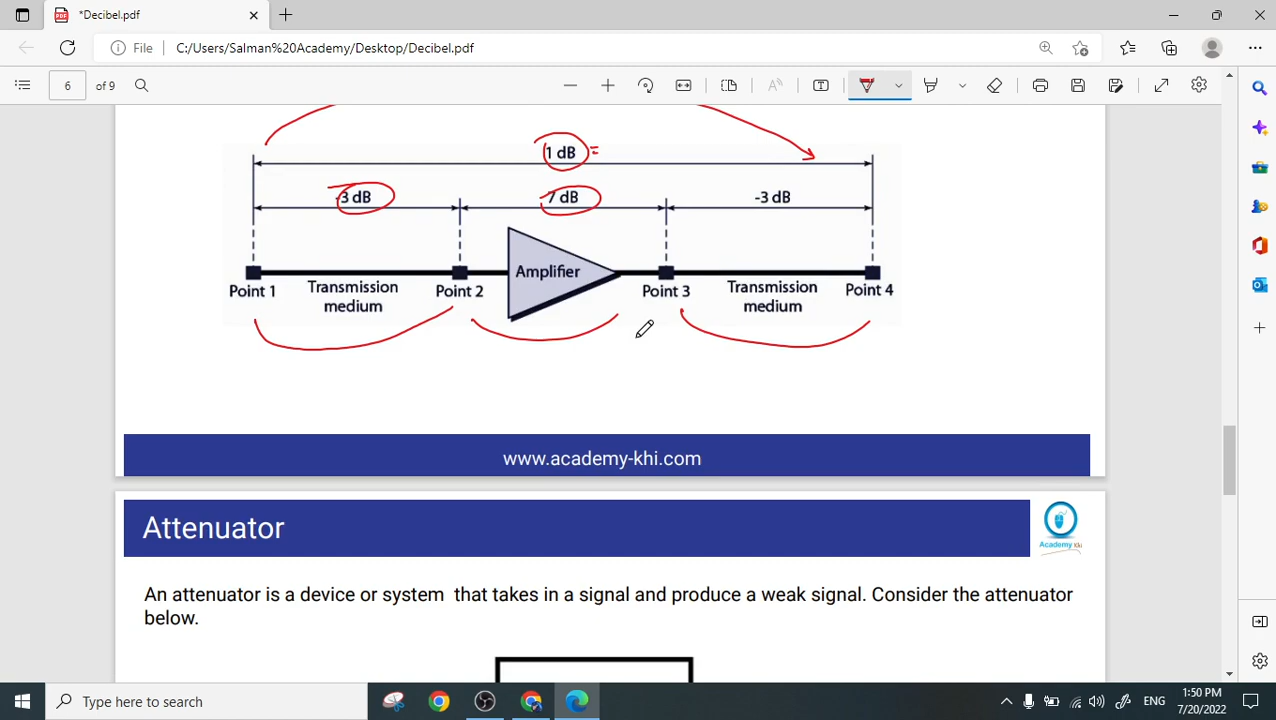 *Decibel.pdf
File
C:/Users/Salman%20Academy/Desktop/Decibel.pdf
6
of 9
1 dB =
-3 dB
7 dB
-3 dB
Amplifier
Point 1
Transmission
medium
Point 2
Point 3
Transmission
medium
Point 4
www.academy-khi.com
Attenuator
Academy khi
An attenuator is a device or system that takes in a signal and produce a weak signal. Consider the attenuator
below.
Type here to search
ENG
1:50 PM
7/20/2022